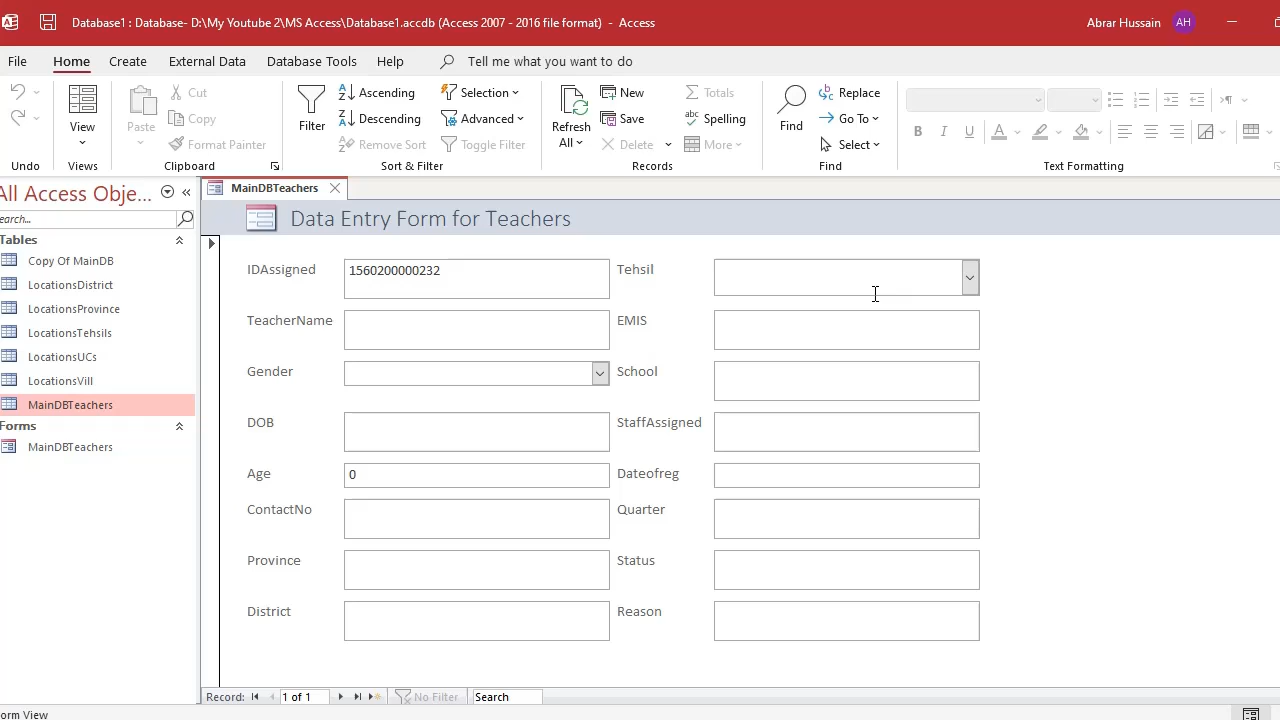 Database1 : Database- D:\My Youtube 2\MS Access\Database1.accdb (Access 2007 - 2016 file format) - Access
Abrar Hussain AH
File Home Create External Data Database Tools Help Tell me what you want to do
View
Paste
Cut
Copy
Format Painter
Filter
Ascending
Descending
Remove Sort
Selection
Advanced
Toggle Filter
Refresh
All
New
Save
Delete
Totals
Spelling
More
Find
Replace
Go To
Select
B I U A
Undo Views Clipboard Sort & Filter Records Find Text Formatting
All Access Obje...
earch...
Tables
Copy Of MainDB
LocationsDistrict
LocationsProvince
LocationsTehsils
LocationsUCs
LocationsVill
MainDBTeachers
Forms
MainDBTeachers
MainDBTeachers
Data Entry Form for Teachers
IDAssigned 1560200000232 Tehsil
TeacherName EMIS
Gender School
DOB StaffAssigned
Age 0 Dateofreg
ContactNo Quarter
Province Status
District Reason
Record: 1 of 1 No Filter Search
orm View